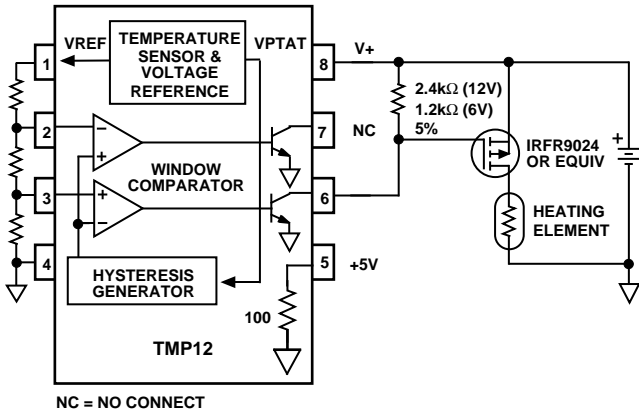 1
2
3
4
VREF
TEMPERATURE
SENSOR &
VOLTAGE
REFERENCE
VPTAT
WINDOW
COMPARATOR
HYSTERESIS
GENERATOR
100
TMP12
8
7
6
5
V+
NC
+5V
2.4kΩ (12V)
1.2kΩ (6V)
5%
IRFR9024
OR EQUIV
HEATING
ELEMENT
−
+
+
−
+
NC = NO CONNECT